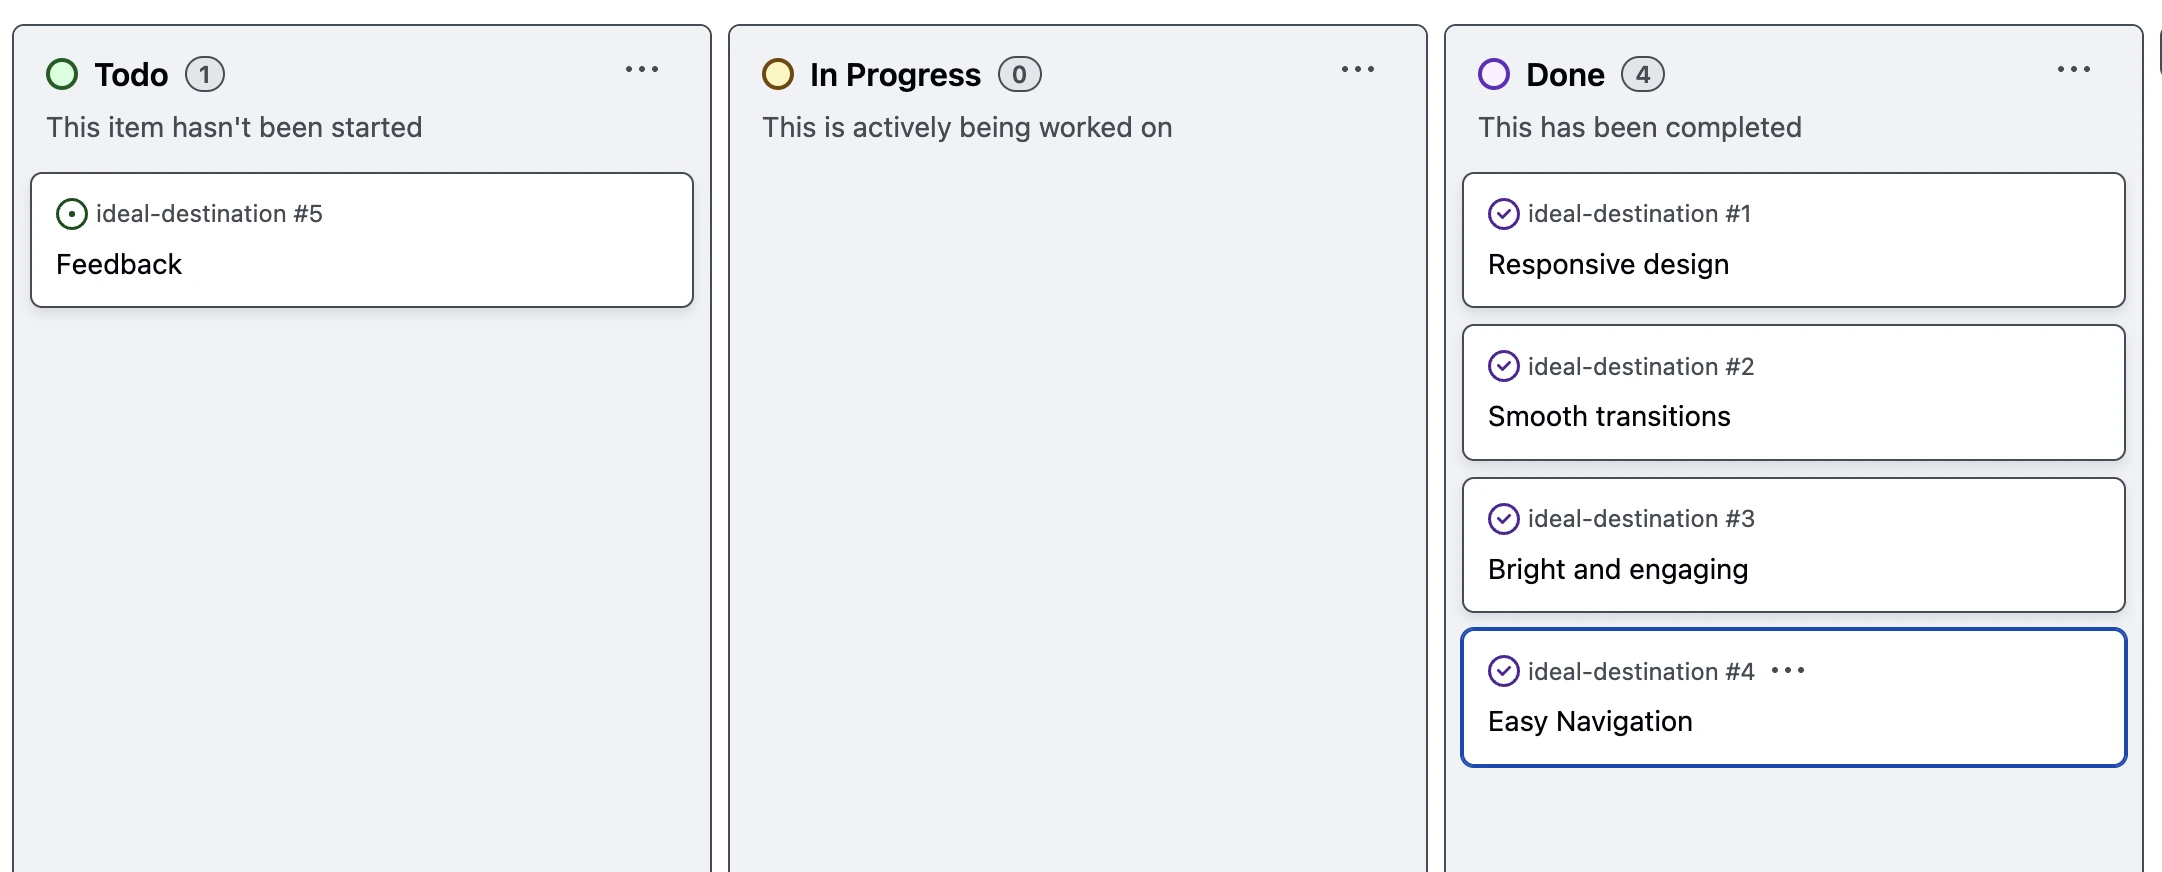 Todo 1
This item hasn't been started
ideal-destination #5
Feedback
In Progress 0
This is actively being worked on
Done 4
This has been completed
ideal-destination #1
Responsive design
ideal-destination #2
Smooth transitions
ideal-destination #3
Bright and engaging
ideal-destination #4
Easy Navigation